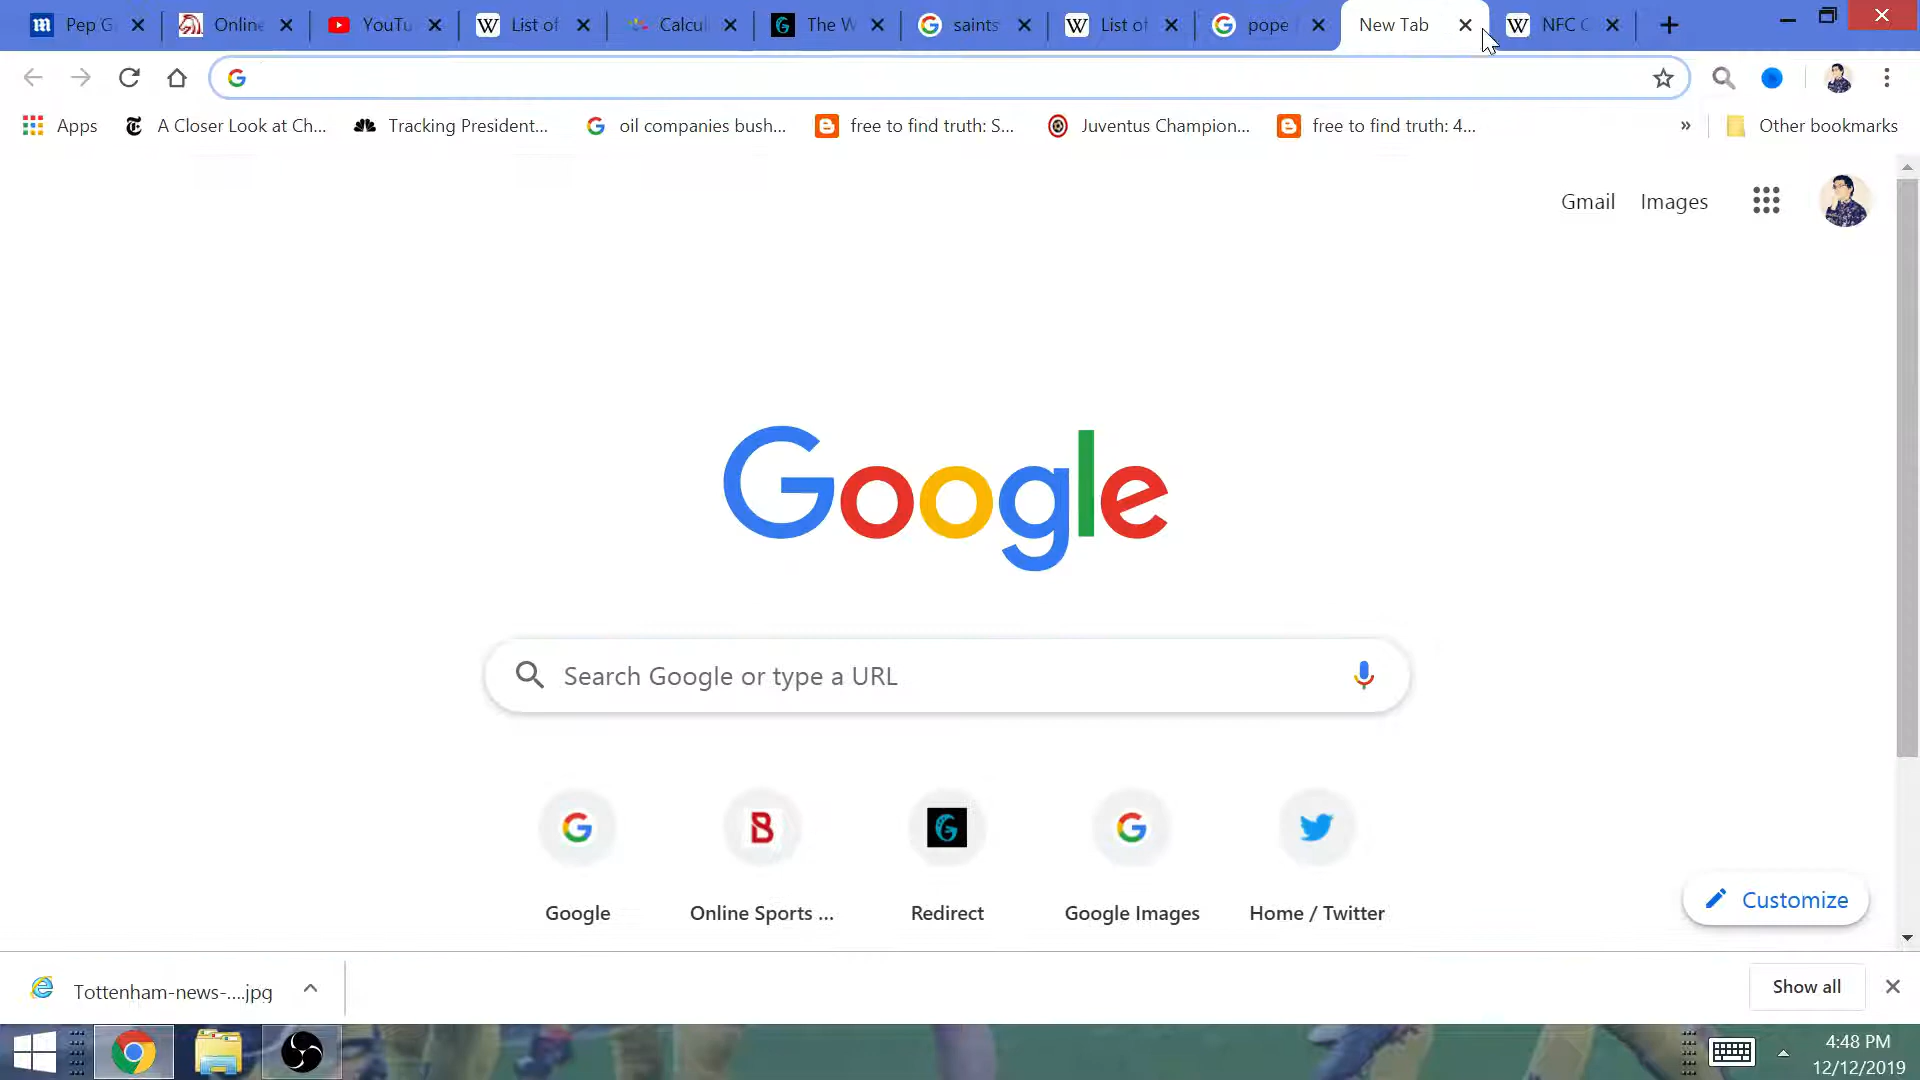 Pep G
Online
YouTu
List of
Calcul
The W
saints
List of
pope
New Tab
NFC C
Apps
A Closer Look at Ch...
Tracking President...
oil companies bush...
free to find truth: S...
Juventus Champion...
free to find truth: 4...
»
Other bookmarks
Gmail
Images
Google
Search Google or type a URL
Google
Online Sports ...
Redirect
Google Images
Home / Twitter
Customize
Tottenham-news-....jpg
Show all
4:48 PM
12/12/2019